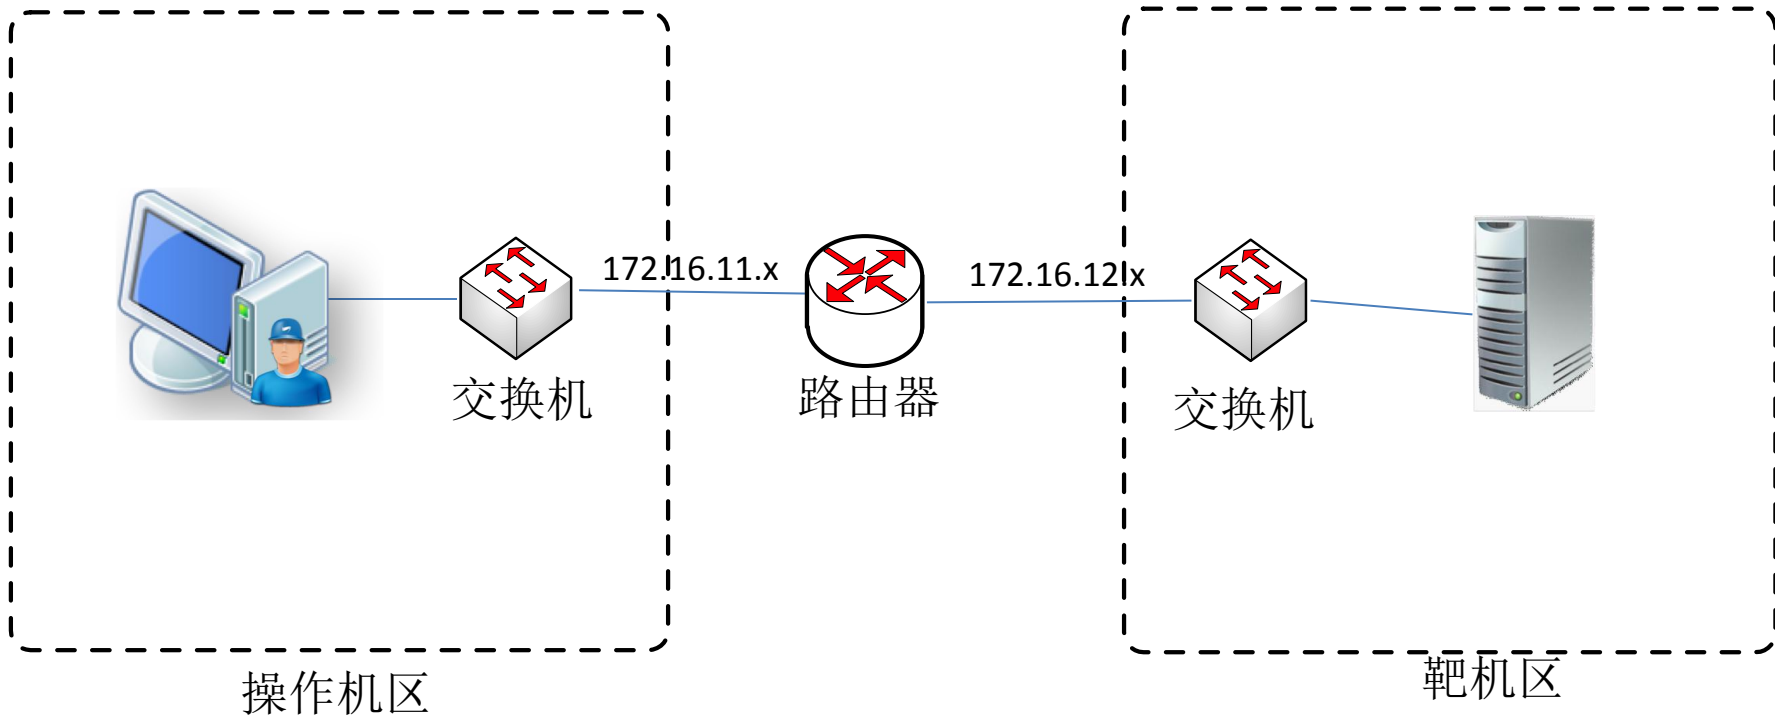 172.16.11.x
172.16.12.x
交换机
路由器
交换机
操作机区
靶机区